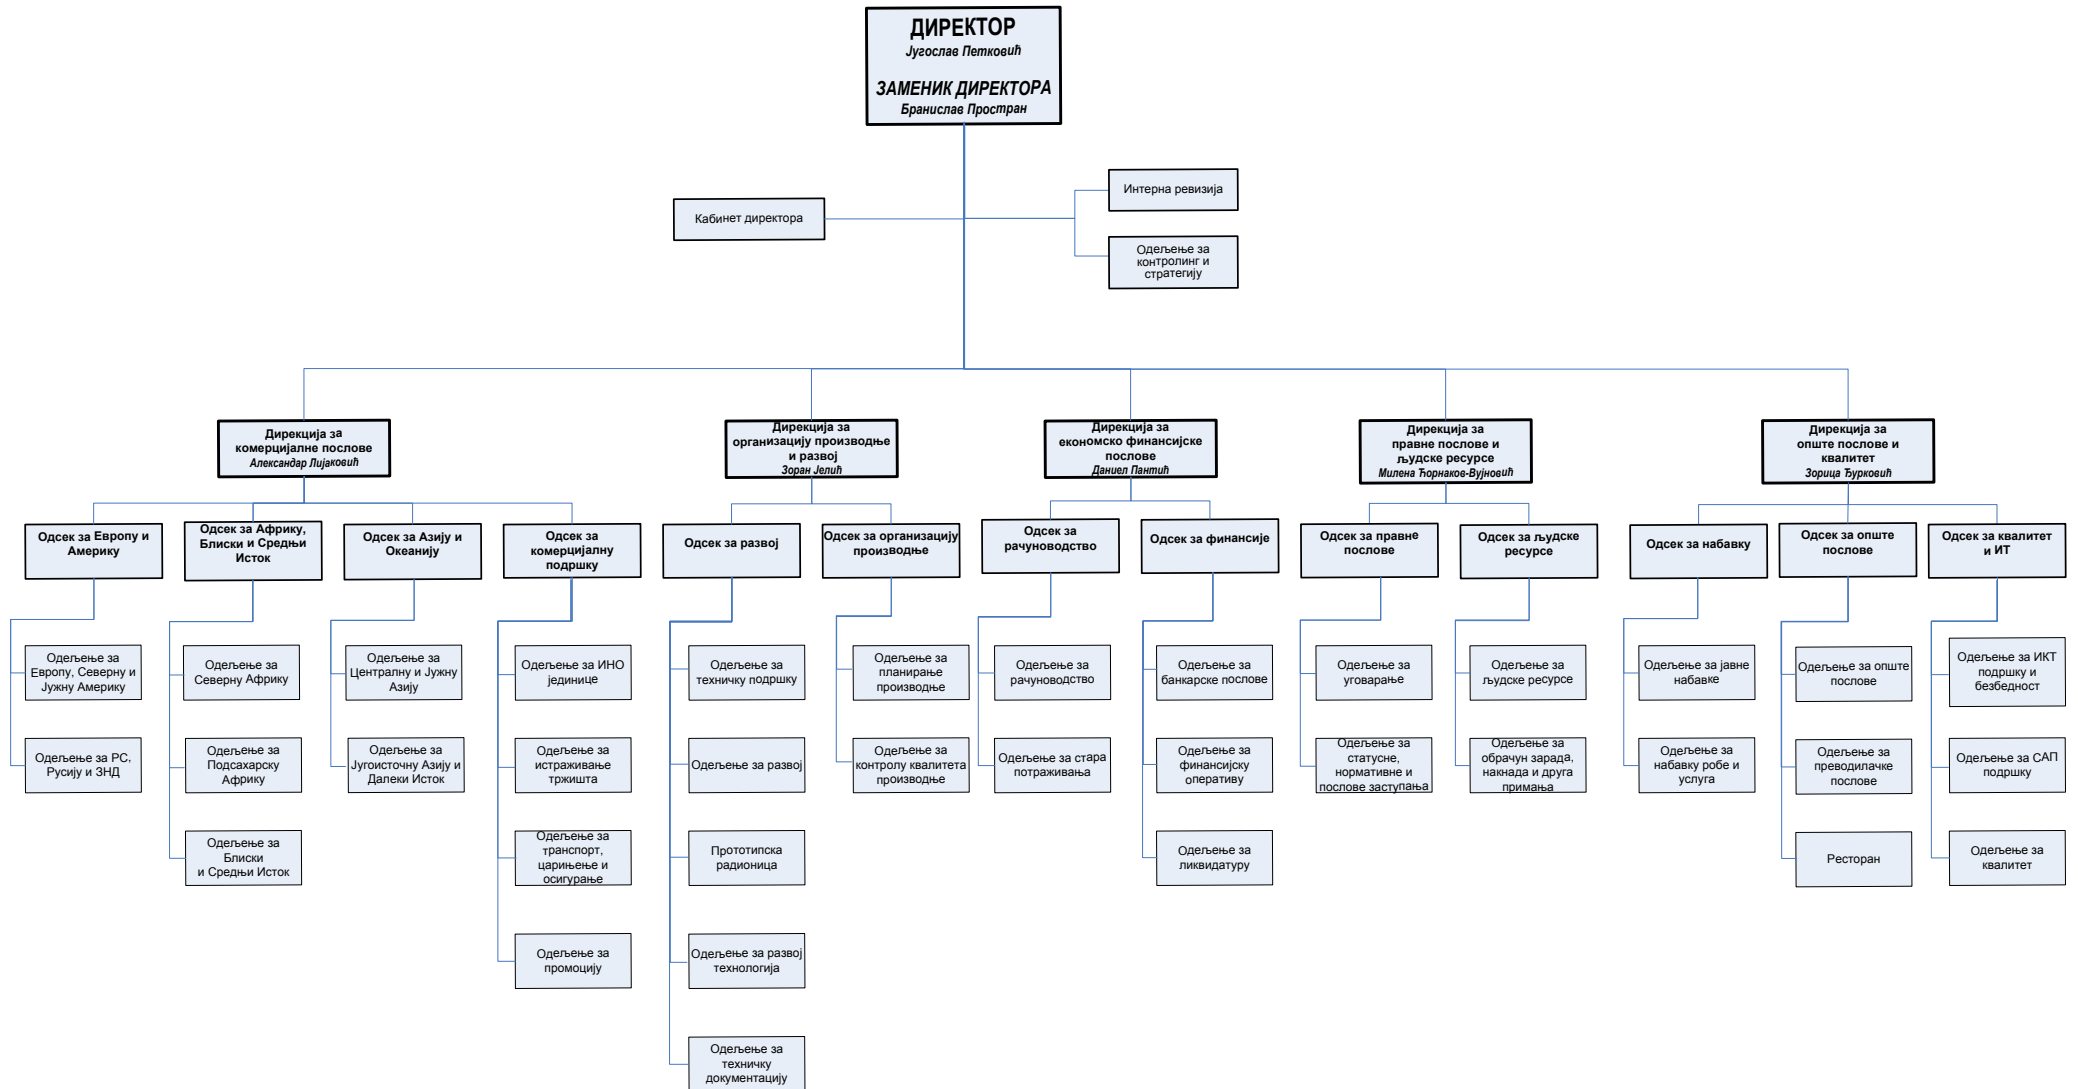 ДИРЕКТОР
Југослав Петковић
ЗАМЕНИК ДИРЕКТОРА
Бранислав Простран
Кабинет директора
Интерна ревизија
Одељење за
контролинг и
стратегију
Дирекција за
комерцијалне послове
Александар Лијаковић
Дирекција за
организацију производње
и развој
Зоран Јелић
Дирекција за
економско финансијске
послове
Даниел Пантић
Дирекција за
правне послове и
људске ресурсе
Милена Ћорнаков-Вујновић
Дирекција за
опште послове и
квалитет
Зорица Ђурковић
Одсек за Европу и
Америку
Одсек за Африку,
Блиски и Средњи
Исток
Одсек за Азију и
Океанију
Одсек за
комерцијалну
подршку
Одсек за развој
Одсек за организацију
производње
Одсек за
рачуноводство
Одсек за финансије
Одсек за правне
послове
Одсек за људске
ресурсе
Одсек за набавку
Одсек за опште
послове
Одсек за квалитет
и ИТ
Одељење за
Европу, Северну и
Јужну Америку
Одељење за
Северну Африку
Одељење за
Централну и Јужну
Азију
Одељење за ИНО
јединице
Одељење за
техничку подршку
Одељење за
планирање
производње
Одељење за
рачуноводство
Одељење за
банкарске послове
Одељење за
уговарање
Одељење за
људске ресурсе
Одељење за јавне
набавке
Одељење за опште
послове
Одељење за ИКТ
подршку и
безбедност
Одељење за РС,
Русију и ЗНД
Одељење за
Подсахарску
Африку
Одељење за
Југоисточну Азију и
Далеки Исток
Одељење за
истраживање
тржишта
Одељење за развој
Одељење за
контролу квалитета
производње
Одељење за стара
потраживања
Одељење за
финансијску
оперативу
Одељење за
статусне,
нормативне и
послове заступања
Одељење за
обрачун зарада,
накнада и друга
примања
Одељење за
набавку робе и
услуга
Одељење за
преводилачке
послове
Одељење за САП
подршку
Одељење за
Блиски
и Средњи Исток
Одељење за
транспорт,
царињење и
осигурање
Прототипска
радионица
Одељење за
ликвидатуру
Ресторан
Одељење за
квалитет
Одељење за
промоцију
Одељење за развој
технологија
Одељење за
техничку
документацију